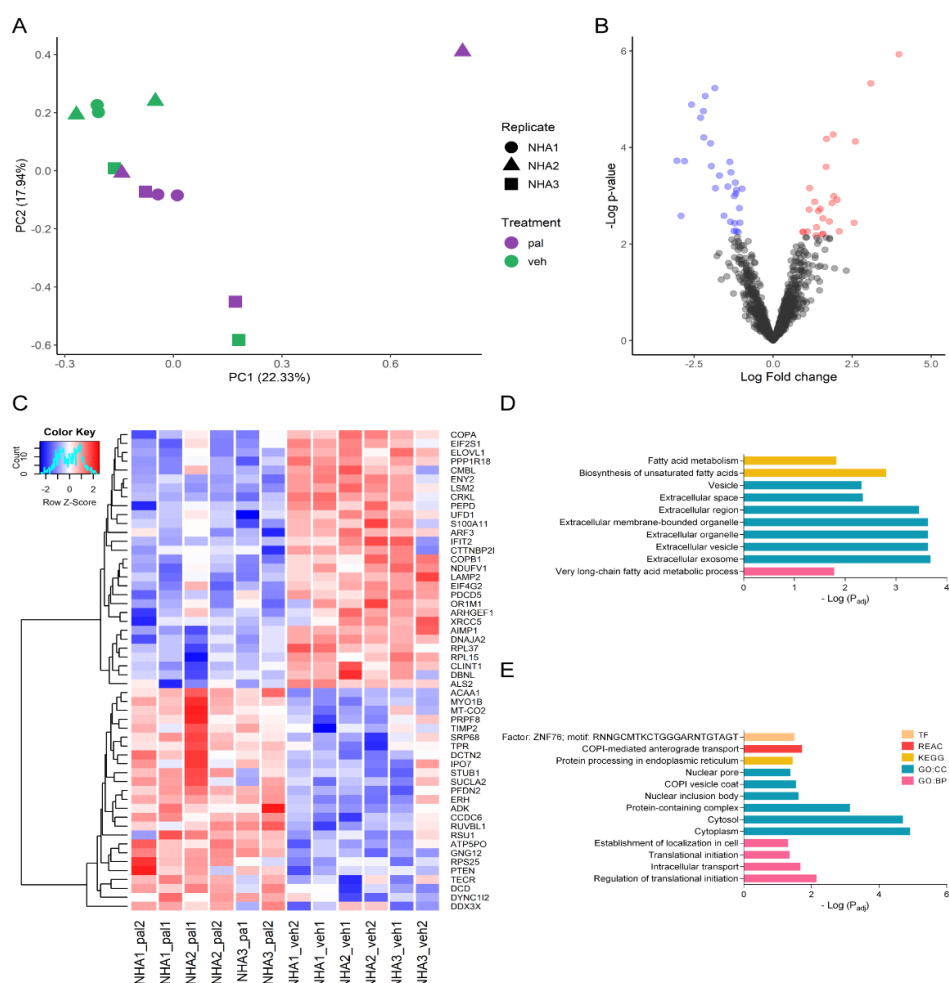 A
0.4
0.2
0.0
-0.2
-0.4
-0.6
PC2 (17.94%)
-0.3
0.0
0.3
0.6
PC1 (22.33%)
Replicate
NHA1
NHA2
NHA3
Treatment
pal
veh
B
6
4
2
0
-Log p-value
-2.5
0.0
2.5
5.0
Log Fold change
C
Color Key
Count
0 10
-2 0 2
Row Z-Score
COPA
EIF2S1
ELOVL1
PPP1R18
CMBL
ENY2
LSM2
CRKL
PEPD
UFD1
S100A11
ARF3
IFIT2
CTTNBP2I
COPB1
NDUFV1
LAMP2
EIF4G2
PDCD5
OR1M1
ARHGEF1
XRCC5
AIMP1
DNAJA2
RPL37
RPL15
CLINT1
DBNL
ALS2
ACAA1
MYO1B
MT-CO2
PRPF8
TIMP2
SRP68
TPR
DCTN2
IPO7
STUB1
SUCLA2
PFDN2
ERH
ADK
CCDC6
RUVBL1
RSU1
ATP5PO
GNG12
RPS25
PTEN
TECR
DCD
DYNC1I2
DDX3X
NHA1_pal2
NHA1_pal1
NHA2_pal1
NHA2_pal2
NHA3_pa1
NHA3_pal2
NHA1_veh2
NHA1_veh1
NHA2_veh1
NHA2_veh2
NHA3_veh1
NHA3_veh2
D
Fatty acid metabolism
Biosynthesis of unsaturated fatty acids
Vesicle
Extracellular space
Extracellular region
Extracellular membrane-bounded organelle
Extracellular organelle
Extracellular vesicle
Extracellular exosome
Very long-chain fatty acid metabolic process
0 1 2 3 4
- Log (Padj)
E
Factor: ZNF76; motif: RNNGCMTKCTGGGARNTGTAGT
COPI-mediated anterograde transport
Protein processing in endoplasmic reticulum
Nuclear pore
COPI vesicle coat
Nuclear inclusion body
Protein-containing complex
Cytosol
Cytoplasm
Establishment of localization in cell
Translational initiation
Intracellular transport
Regulation of translational initiation
0 2 4 6
- Log (Padj)
TF
REAC
KEGG
GO:CC
GO:BP